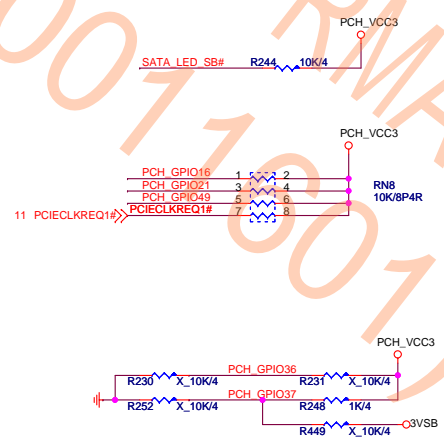 PCH_VCC3
SATA_LED_SB# R244 10K/4
PCH_VCC3
PCH_GPIO16 1 2
PCH_GPIO21 3 4
PCH_GPIO49 5 6
PCIECLKREQ1# 7 8
RN8
10K/8P4R
11 PCIECLKREQ1#
PCH_VCC3
PCH_GPIO36
R230 X_10K/4 R231 X_10K/4
PCH_GPIO37
R252 X_10K/4 R248 1K/4
R449 X_10K/4 3VSB